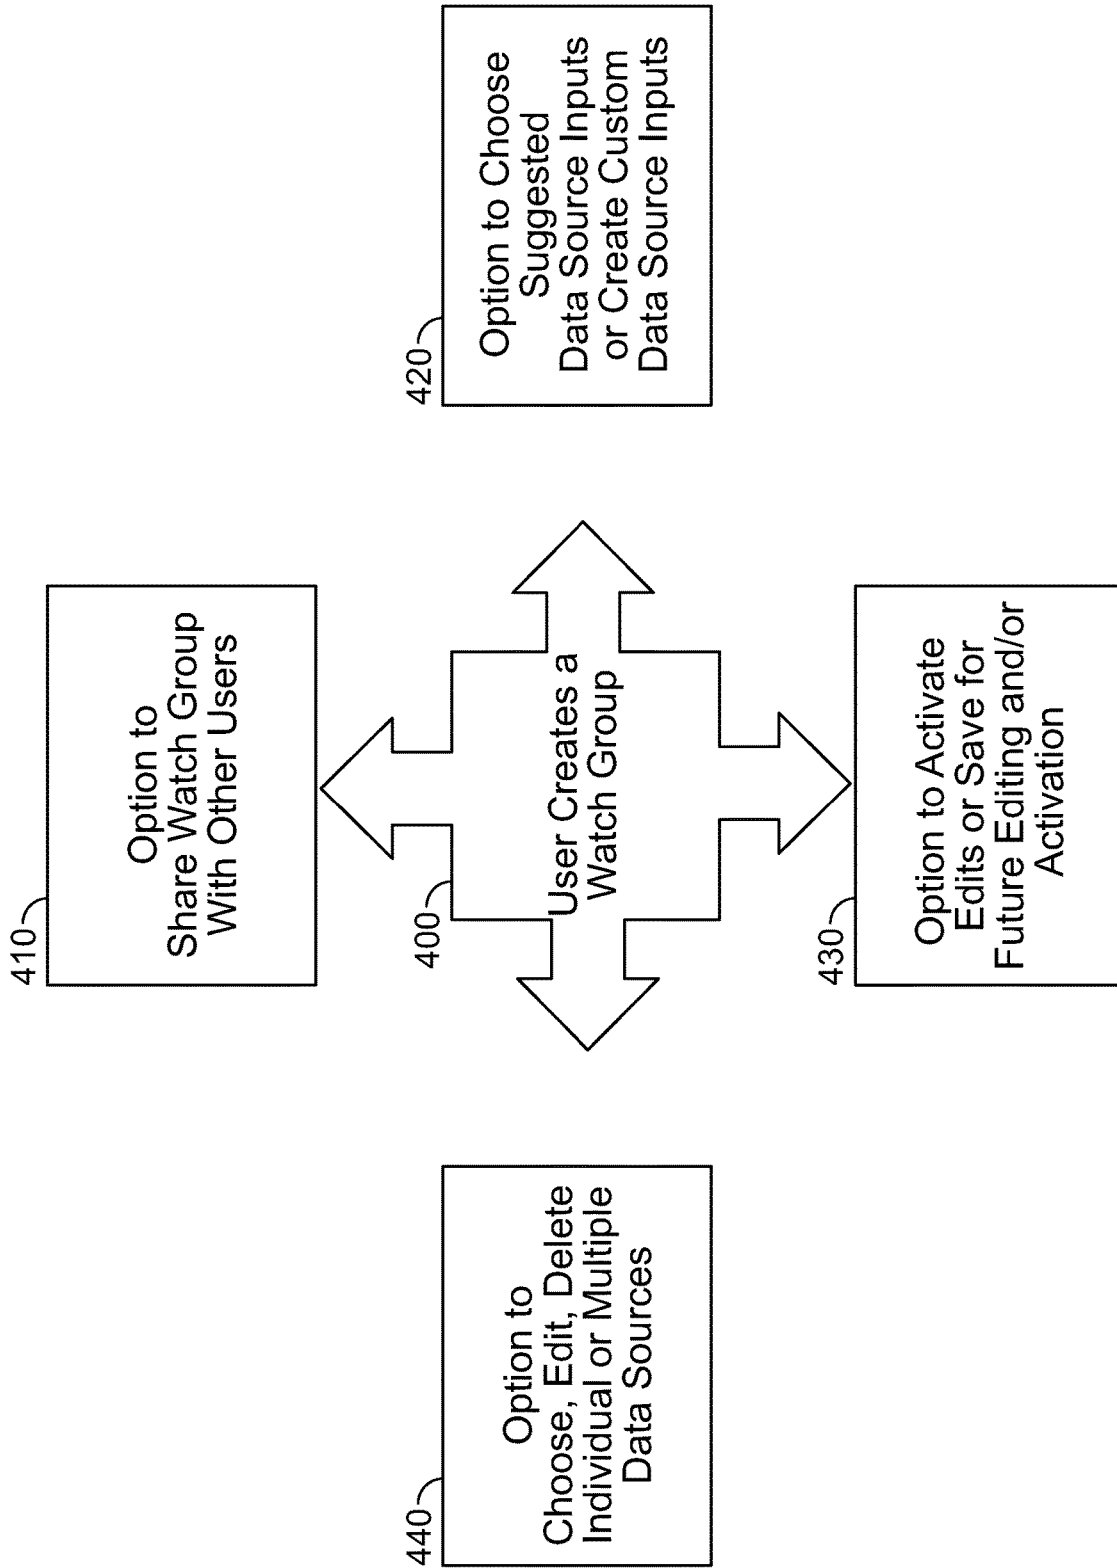 410
Option to
Share Watch Group
With Other Users
440
Option to
Choose, Edit, Delete
Individual or Multiple
Data Sources
400
User Creates a
Watch Group
420
Option to Choose
Suggested
Data Source Inputs
or Create Custom
Data Source Inputs
430
Option to Activate
Edits or Save for
Future Editing and/or
Activation